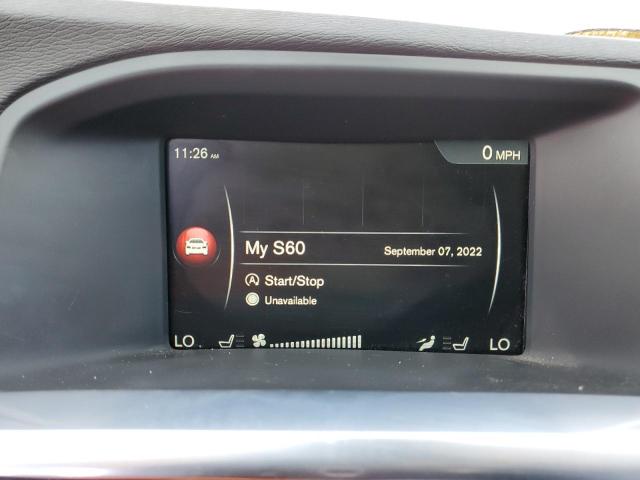 11:26 AM
0 MPH
My S60
September 07, 2022
A Start/Stop
Unavailable
LO
LO